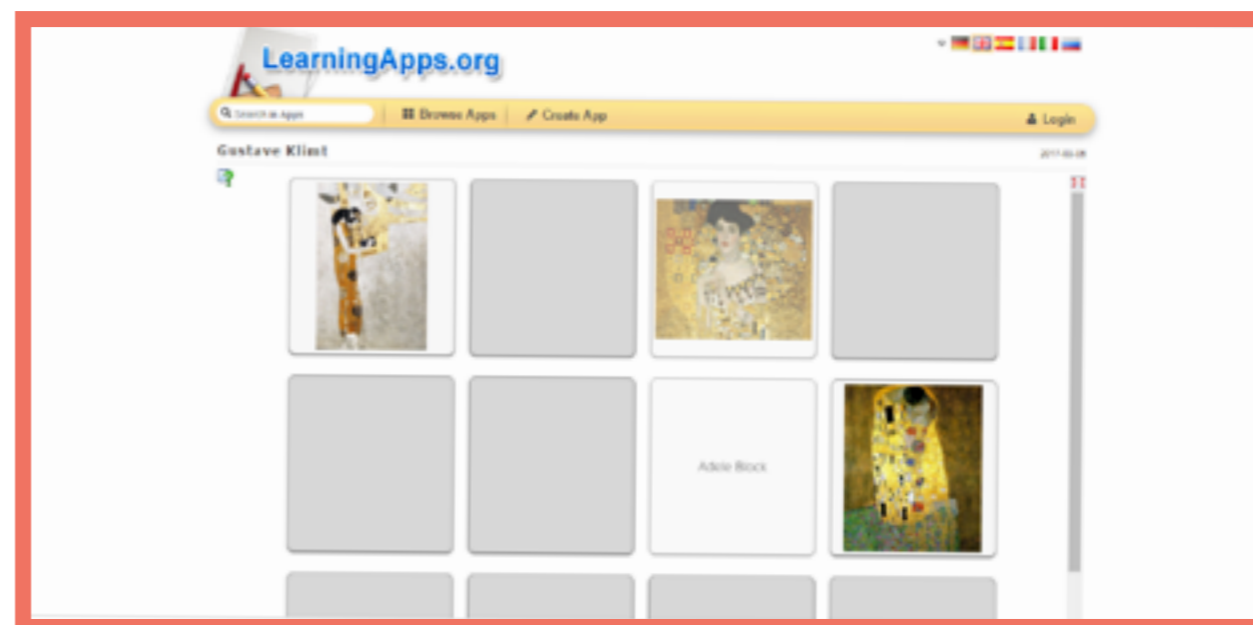 LearningApps.org
Search in Apps
Browse Apps
Create App
Login
Gustave Klimt
Adele Block